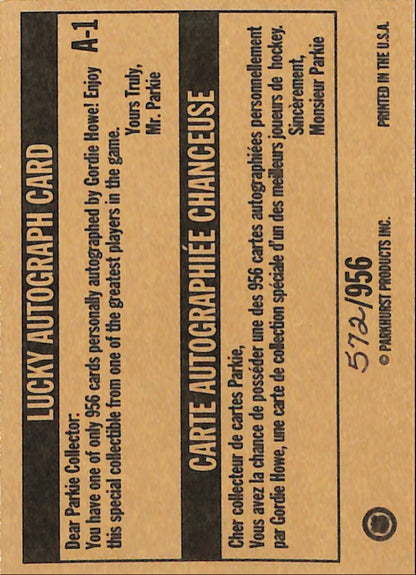 LUCKY AUTOGRAPH CARD
Dear Parkie Collector:
You have one of only 956 cards personally autographed by Gordie Howe! Enjoy
this special collectible from one of the greatest players in the game.
Yours Truly,
Mr. Parkie
A-1
CARTE AUTOGRAPHIÉE CHANCEUSE
Cher collecteur de cartes Parkie,
Vous avez la chance de posséder une des 956 cartes autographiées personnellement
par Gordie Howe, une carte de collection spéciale d'un des meilleurs joueurs de hockey.
Sincèrement,
Monsieur Parkie
572/956
© PARKHURST PRODUCTS INC.
PRINTED IN THE U.S.A.